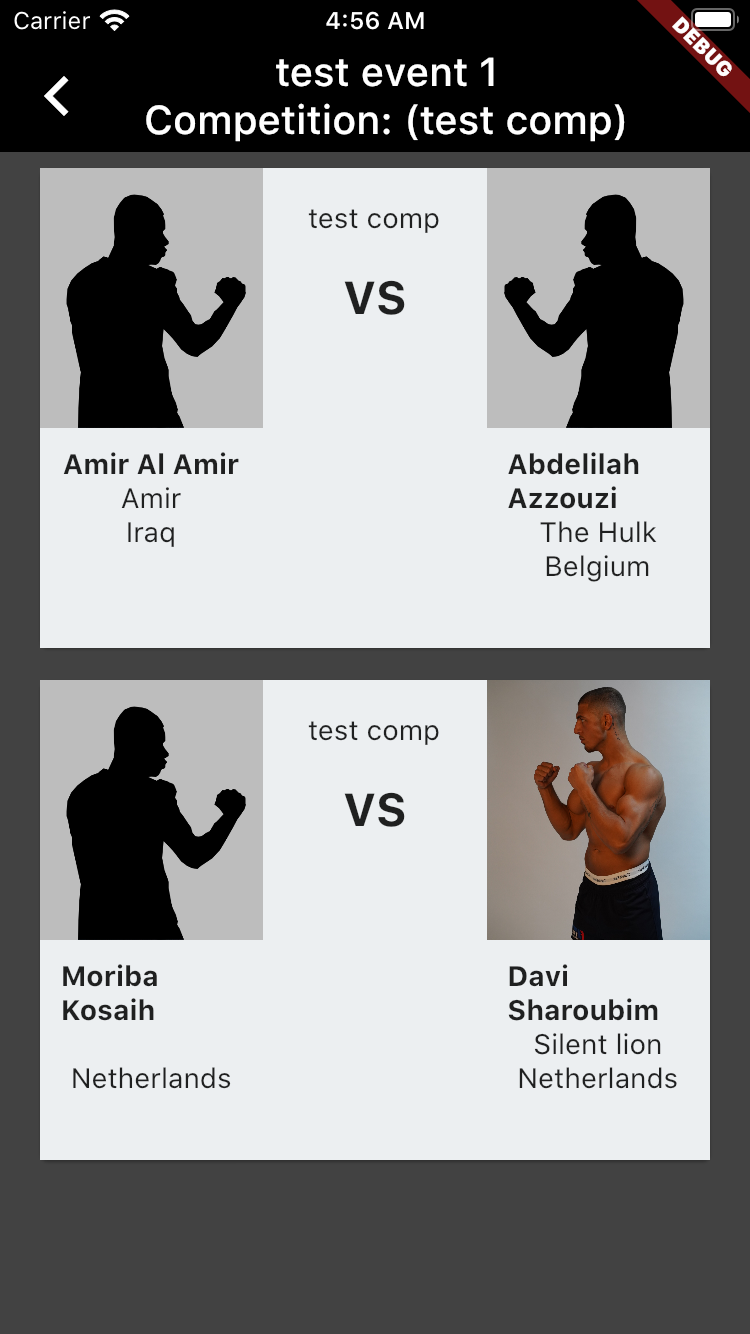 Carrier 4:56 AM
DEBUG
test event 1
Competition: (test comp)
test comp
VS
Amir Al Amir
Amir
Iraq
Abdelilah
Azzouzi
The Hulk
Belgium
test comp
VS
Moriba
Kosaih
Netherlands
Davi
Sharoubim
Silent lion
Netherlands